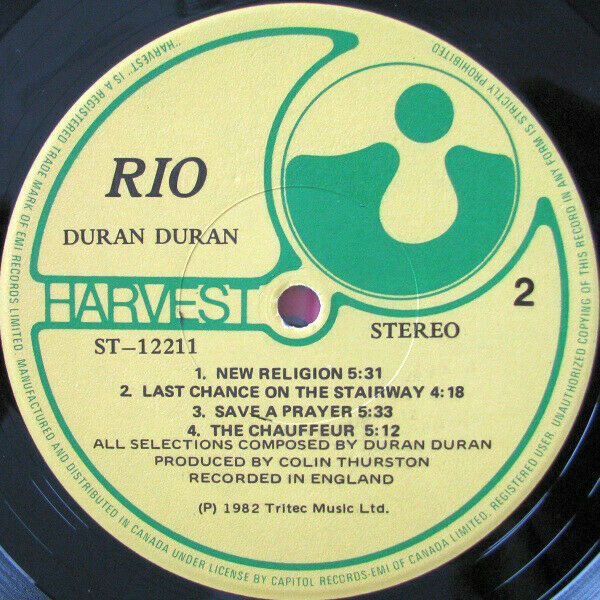 RIO
DURAN DURAN
HARVEST
ST-12211
STEREO
2
1. NEW RELIGION 5:31
2. LAST CHANCE ON THE STAIRWAY 4:18
3. SAVE A PRAYER 5:33
4. THE CHAUFFEUR 5:12
ALL SELECTIONS COMPOSED BY DURAN DURAN
PRODUCED BY COLIN THURSTON
RECORDED IN ENGLAND
(P) 1982 Tritec Music Ltd.
"HARVEST" IS A REGISTERED TRADE MARK OF EMI RECORDS LIMITED. MANUFACTURED AND DISTRIBUTED IN CANADA UNDER LICENSE BY CAPITOL RECORDS-EMI OF CANADA LIMITED, REGISTERED USER. UNAUTHORIZED COPYING OF THIS RECORD IN ANY FORM IS STRICTLY PROHIBITED